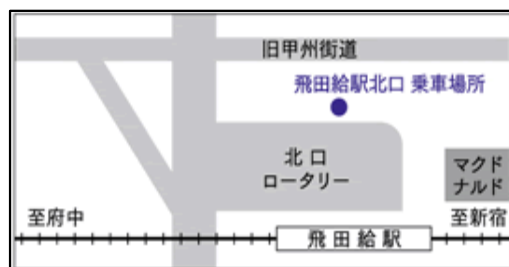 旧甲州街道
飛田給駅北口 乗車場所
北口
ロータリー
マクド
ナルド
至府中
至新宿
飛田給駅